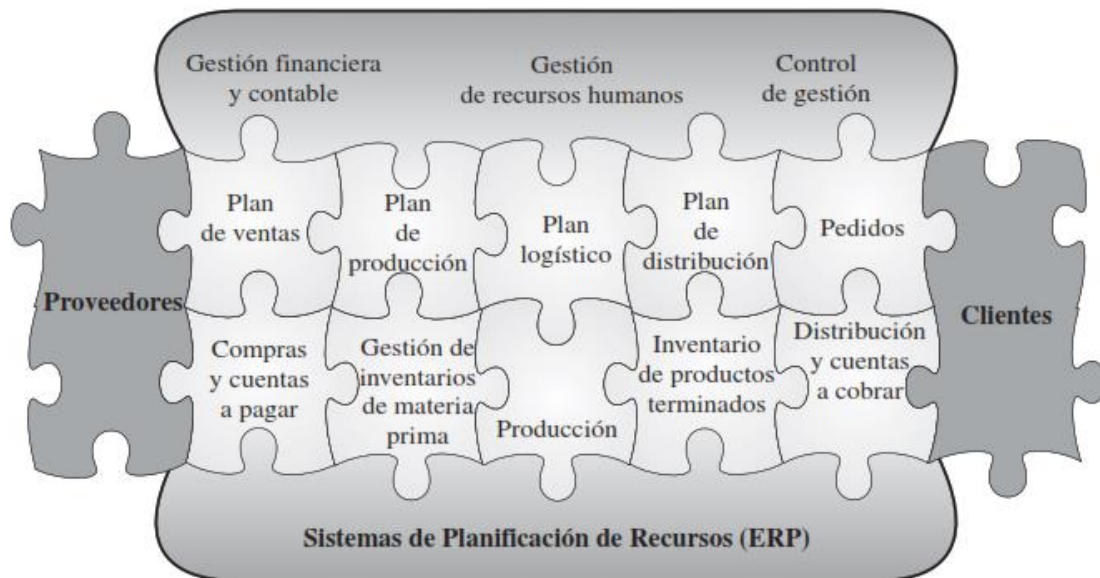 Gestión financiera
y contable
Gestión
de recursos humanos
Control
de gestión
Proveedores
Plan
de ventas
Plan
de
producción
Plan
logístico
Plan
de
distribución
Pedidos
Clientes
Compras
y cuentas
a pagar
Gestión de
inventarios
de materia
prima
Producción
Inventario
de productos
terminados
Distribución
y cuentas
a cobrar
Sistemas de Planificación de Recursos (ERP)